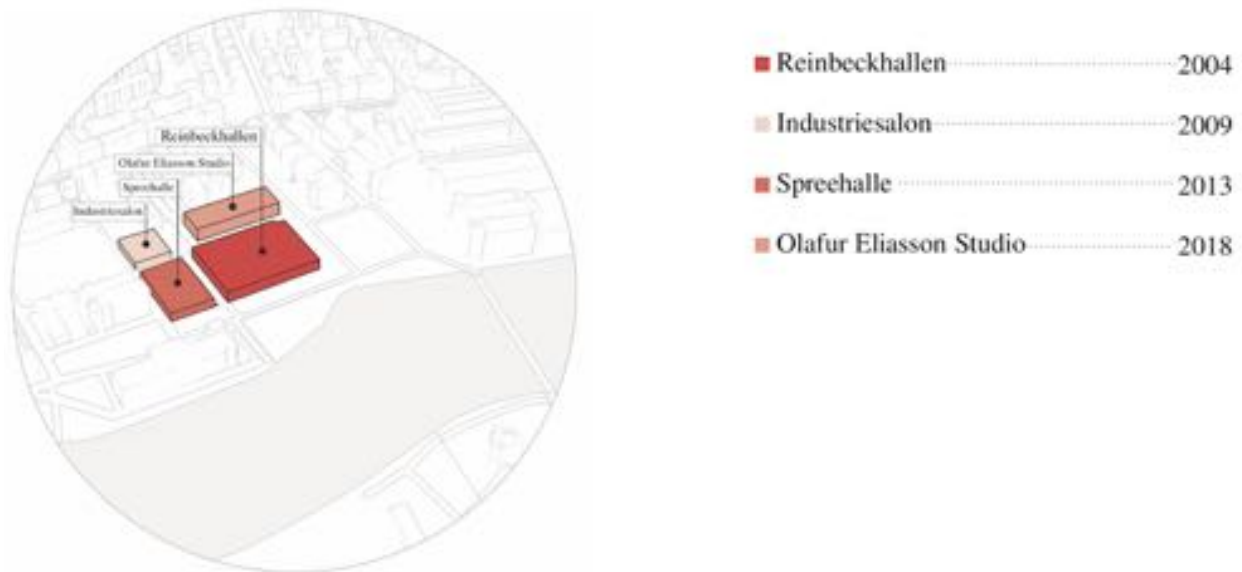 Reinbeckhallen
Olafur Eliasson Studio
Spreehalle
Industriesalon
Reinbeckhallen 2004
Industriesalon 2009
Spreehalle 2013
Olafur Eliasson Studio 2018